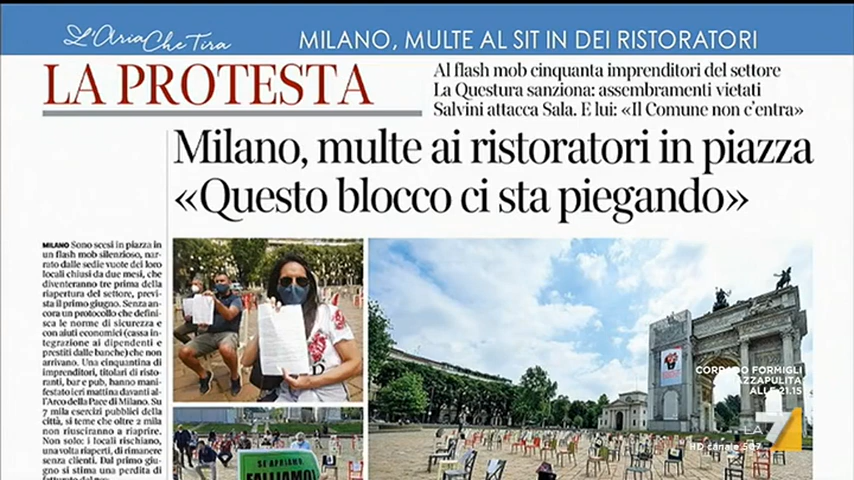 L'Aria Che Tira
MILANO, MULTE AL SIT IN DEI RISTORATORI
LA PROTESTA
Al flash mob cinquanta imprenditori del settore
La Questura sanziona: assembramenti vietati
Salvini attacca Sala. E lui: «Il Comune non c'entra»
Milano, multe ai ristoratori in piazza
«Questo blocco ci sta piegando»
MILANO Sono scesi in piazza in
un flash mob silenzioso, nar-
rato dalle sedie vuote dei loro
locali chiusi da due mesi, che
diventeranno tre prima della
riapertura del settore, previ-
sta il primo giugno. Senza an-
cora un protocollo che defini-
sca le norme di sicurezza e
con aiuti economici (cassa in-
tegrazione ai dipendenti e
prestiti dalle banche) che non
arrivano. Una cinquantina di
imprenditori, titolari di risto-
ranti, bar e pub, hanno mani-
festato ieri mattina davanti al-
l'Arco della Pace di Milano. Su
7 mila esercizi pubblici della
città, si teme che oltre 2 mila
non riusciranno a riaprire.
Non solo: i locali rischiano,
una volta riaperti, di rimanere
senza clienti. Dal primo giu-
gno si stima una perdita di
SE APRIAMO
FALLIAMO!
CORRADO FORMIGLI
PIAZZAPULITA
ALLE 21.15
LA 7
HD canale 507